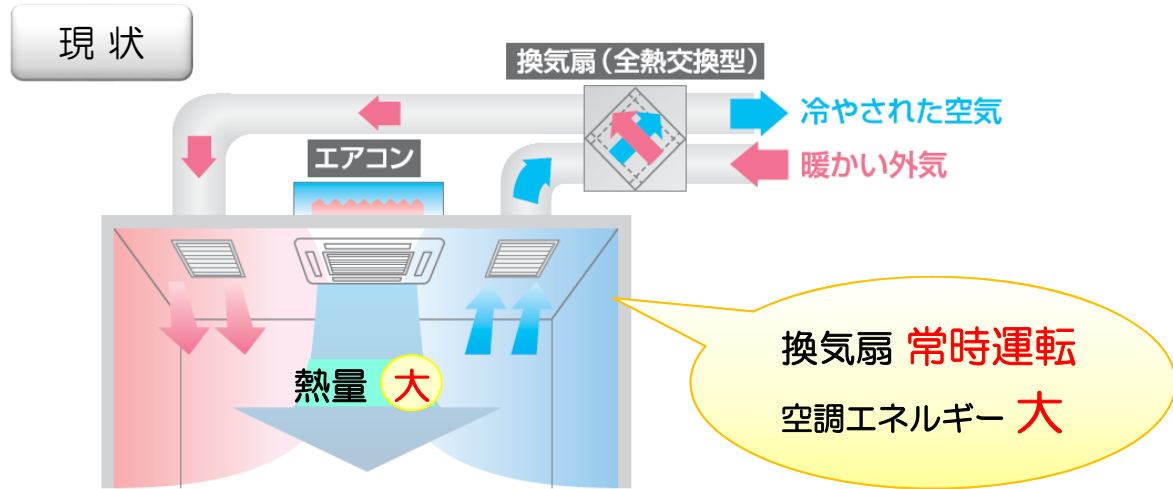 現 状
換気扇（全熱交換型）
冷やされた空気
エアコン
暖かい外気
熱量 大
換気扇 常時運転
空調エネルギー 大